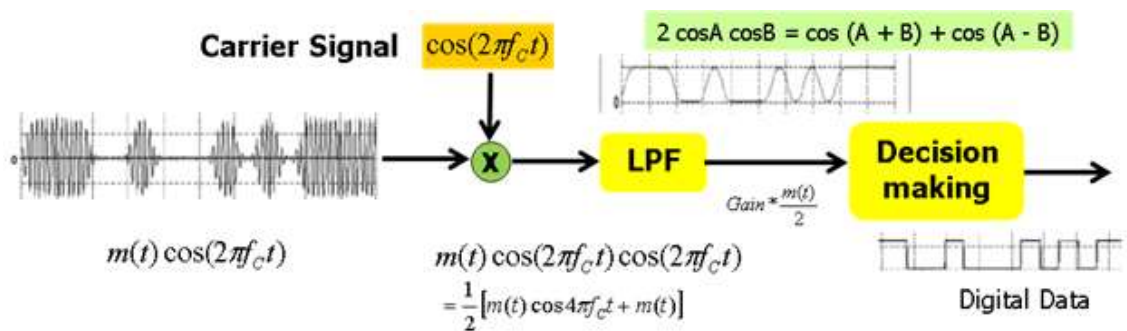 Carrier Signal
cos(2πf_C t)
2 cosA cosB = cos (A + B) + cos (A - B)
0
0
X
LPF
Decision
making
Gain * m(t)/2
m(t) cos(2πf_C t)
m(t) cos(2πf_C t) cos(2πf_C t)
= 1/2 [m(t) cos 4πf_C t + m(t)]
Digital Data